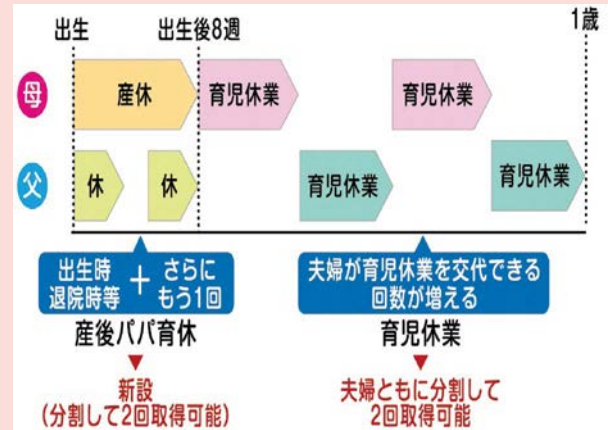 出生
出生後8週
1歳
母
産休
育児休業
育児休業
父
休
休
育児休業
育児休業
出生時
退院時等
+
さらに
もう1回
夫婦が育児休業を交代できる
回数が増える
産後パパ育休
育児休業
新設
(分割して2回取得可能)
夫婦ともに分割して
2回取得可能